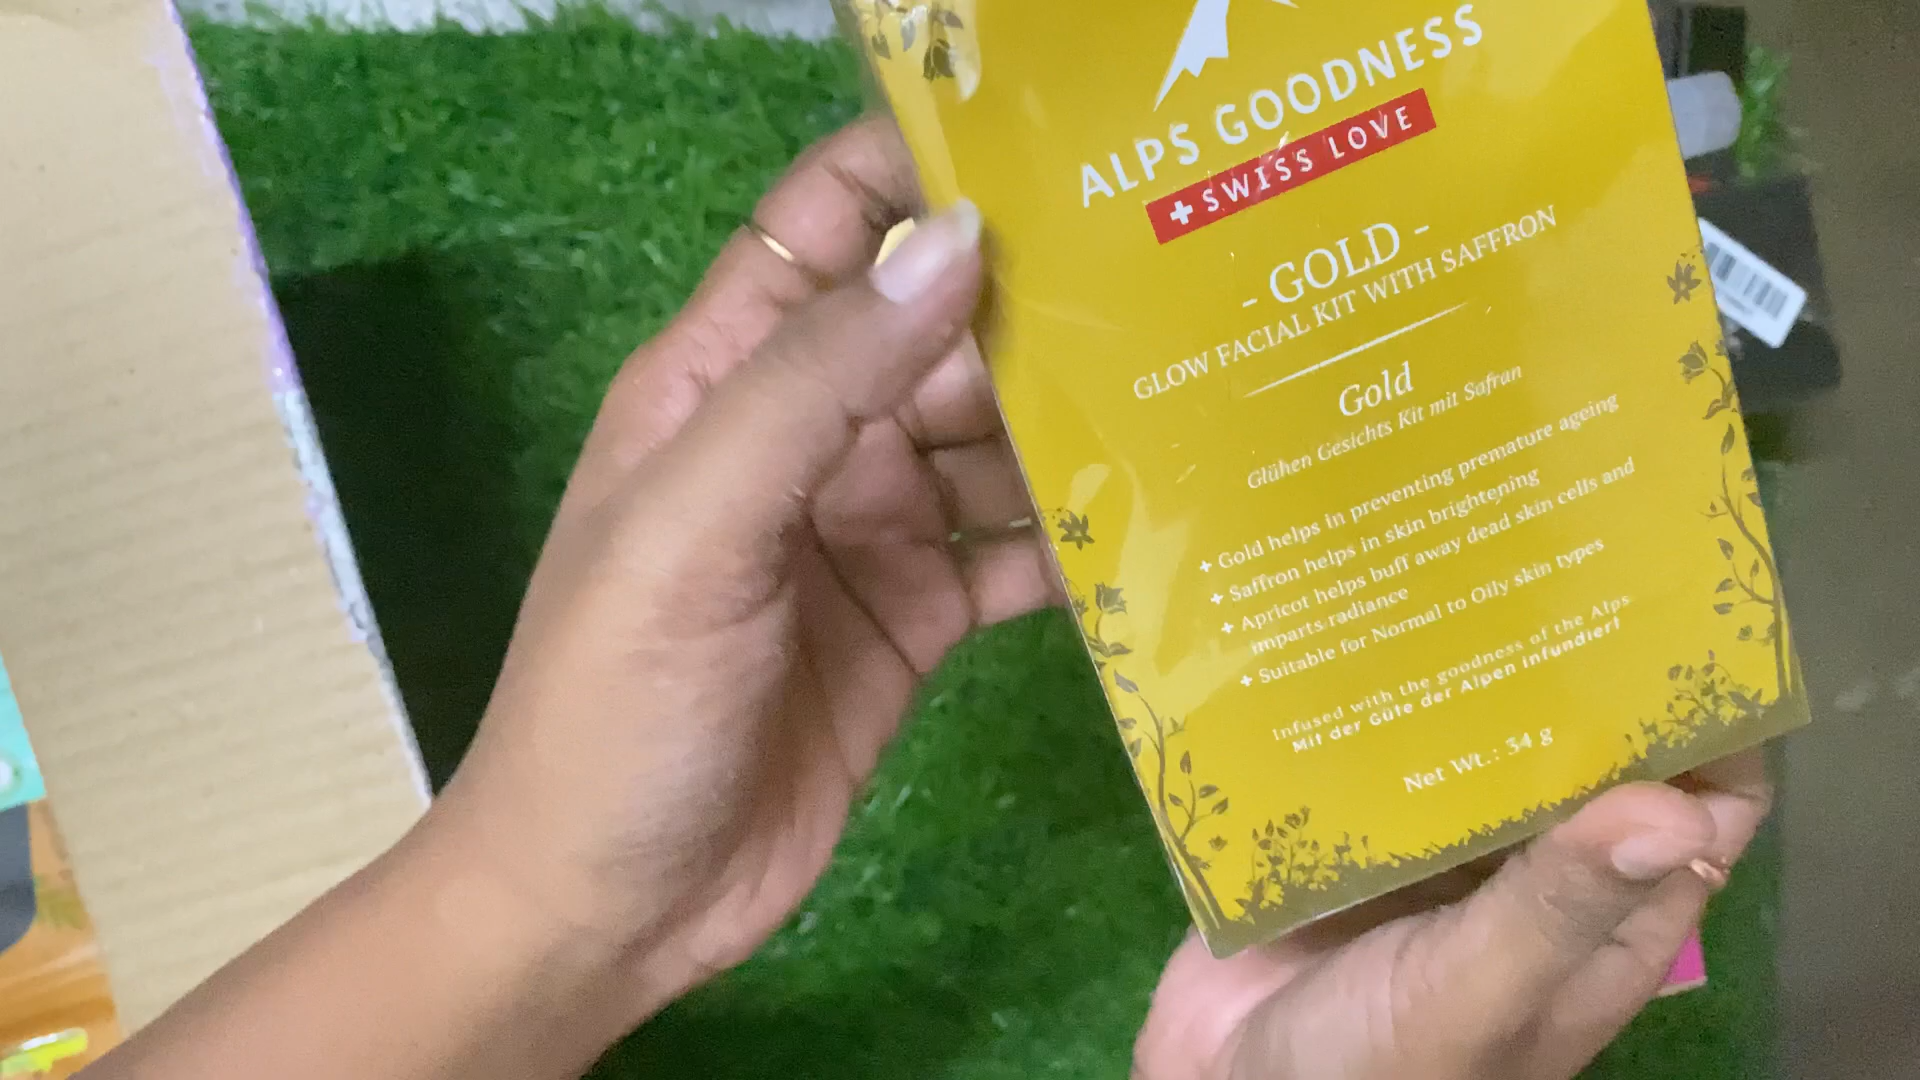 ALPS GOODNESS
+ SWISS LOVE
- GOLD -
GLOW FACIAL KIT WITH SAFFRON
Gold
Glühen Gesichts Kit mit Safran
+ Gold helps in preventing premature ageing
+ Saffron helps in skin brightening
+ Apricot helps buff away dead skin cells and
imparts radiance
+ Suitable for Normal to Oily skin types
Infused with the goodness of the Alps
Mit der Güte der Alpen infundiert
Net Wt.: 34 g